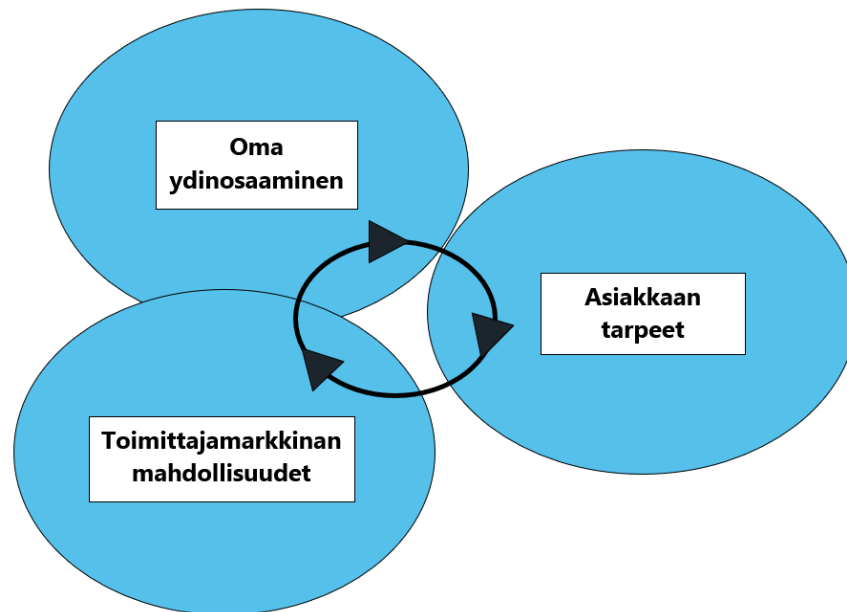 Oma
ydinosaaminen
Asiakkaan
tarpeet
Toimittajamarkkinan
mahdollisuudet